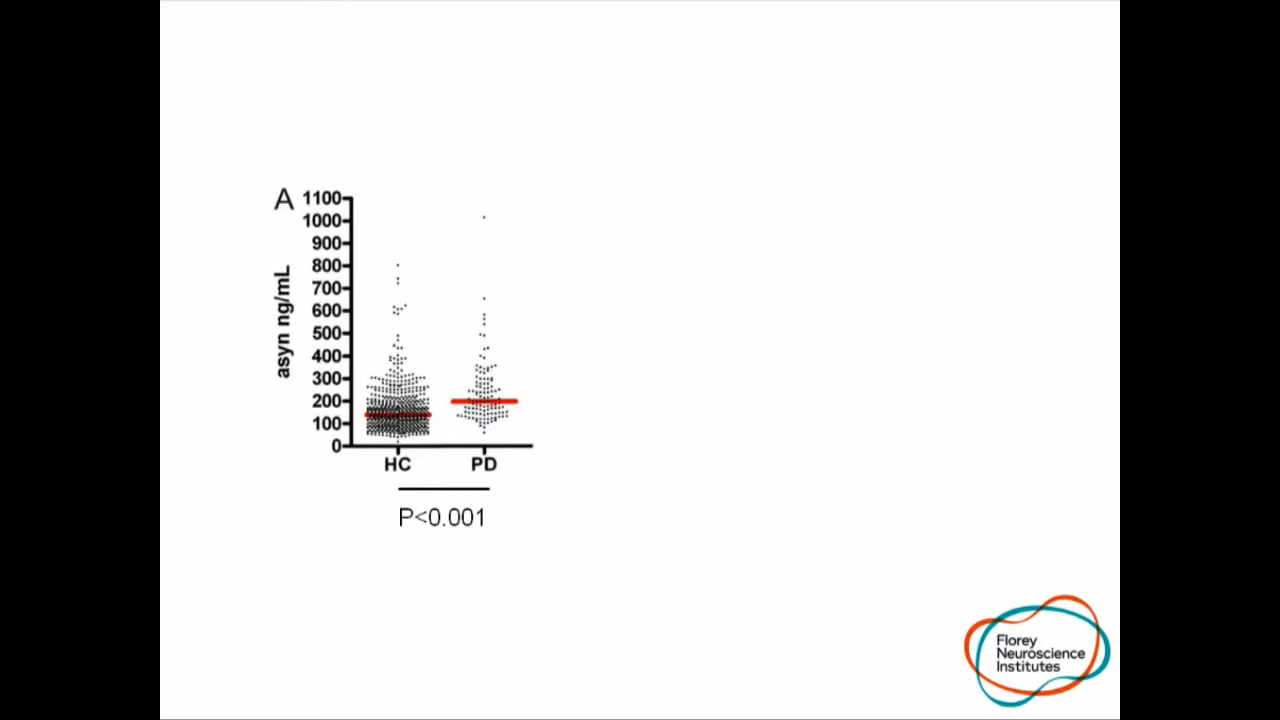 A
1100
1000
900
800
700
600
500
400
300
200
100
0
asyn ng/mL
HC PD
P<0.001
Florey
Neuroscience
Institutes